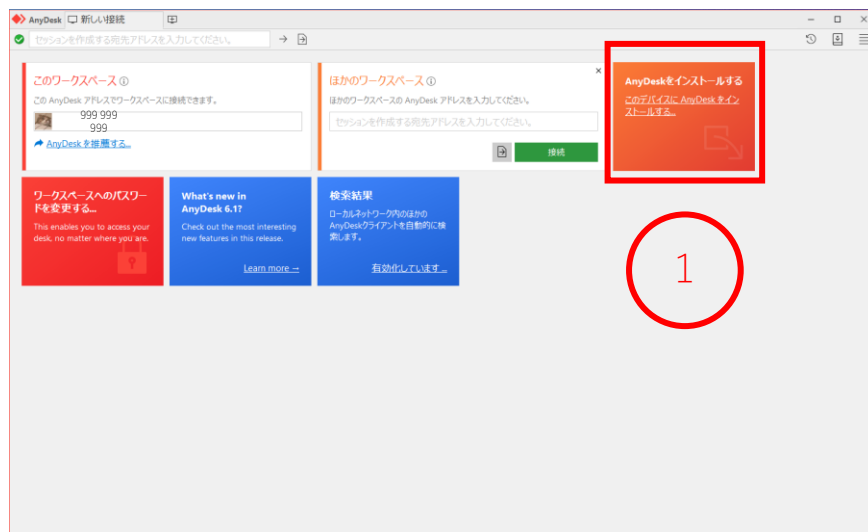 AnyDesk 新しい接続
セッションを作成する宛先アドレスを入力してください。
このワークスペース
この AnyDesk アドレスでワークスペースに接続できます。
999 999
999
AnyDesk を推薦する...
ほかのワークスペース
ほかのワークスペースの AnyDesk アドレスを入力してください。
セッションを作成する宛先アドレスを入力してください。
接続
AnyDeskをインストールする
このデバイスに AnyDesk をイン
ストールする...
ワークスペースへのパスワー
ドを変更する...
This enables you to access your
desk, no matter where you are.
What's new in
AnyDesk 6.1?
Check out the most interesting
new features in this release.
Learn more →
検索結果
ローカルネットワーク内のほかの
AnyDeskクライアントを自動的に検
索します。
有効化しています...
1